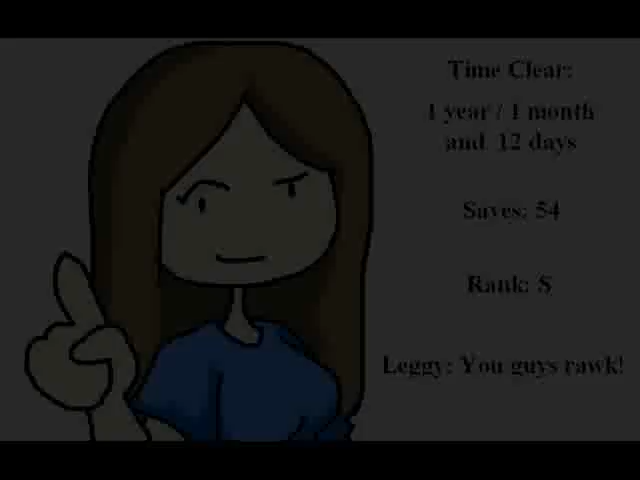 Time Clear:
1 year / 1 month
and 12 days
Saves: 54
Rank: S
Leggy: You guys rawk!